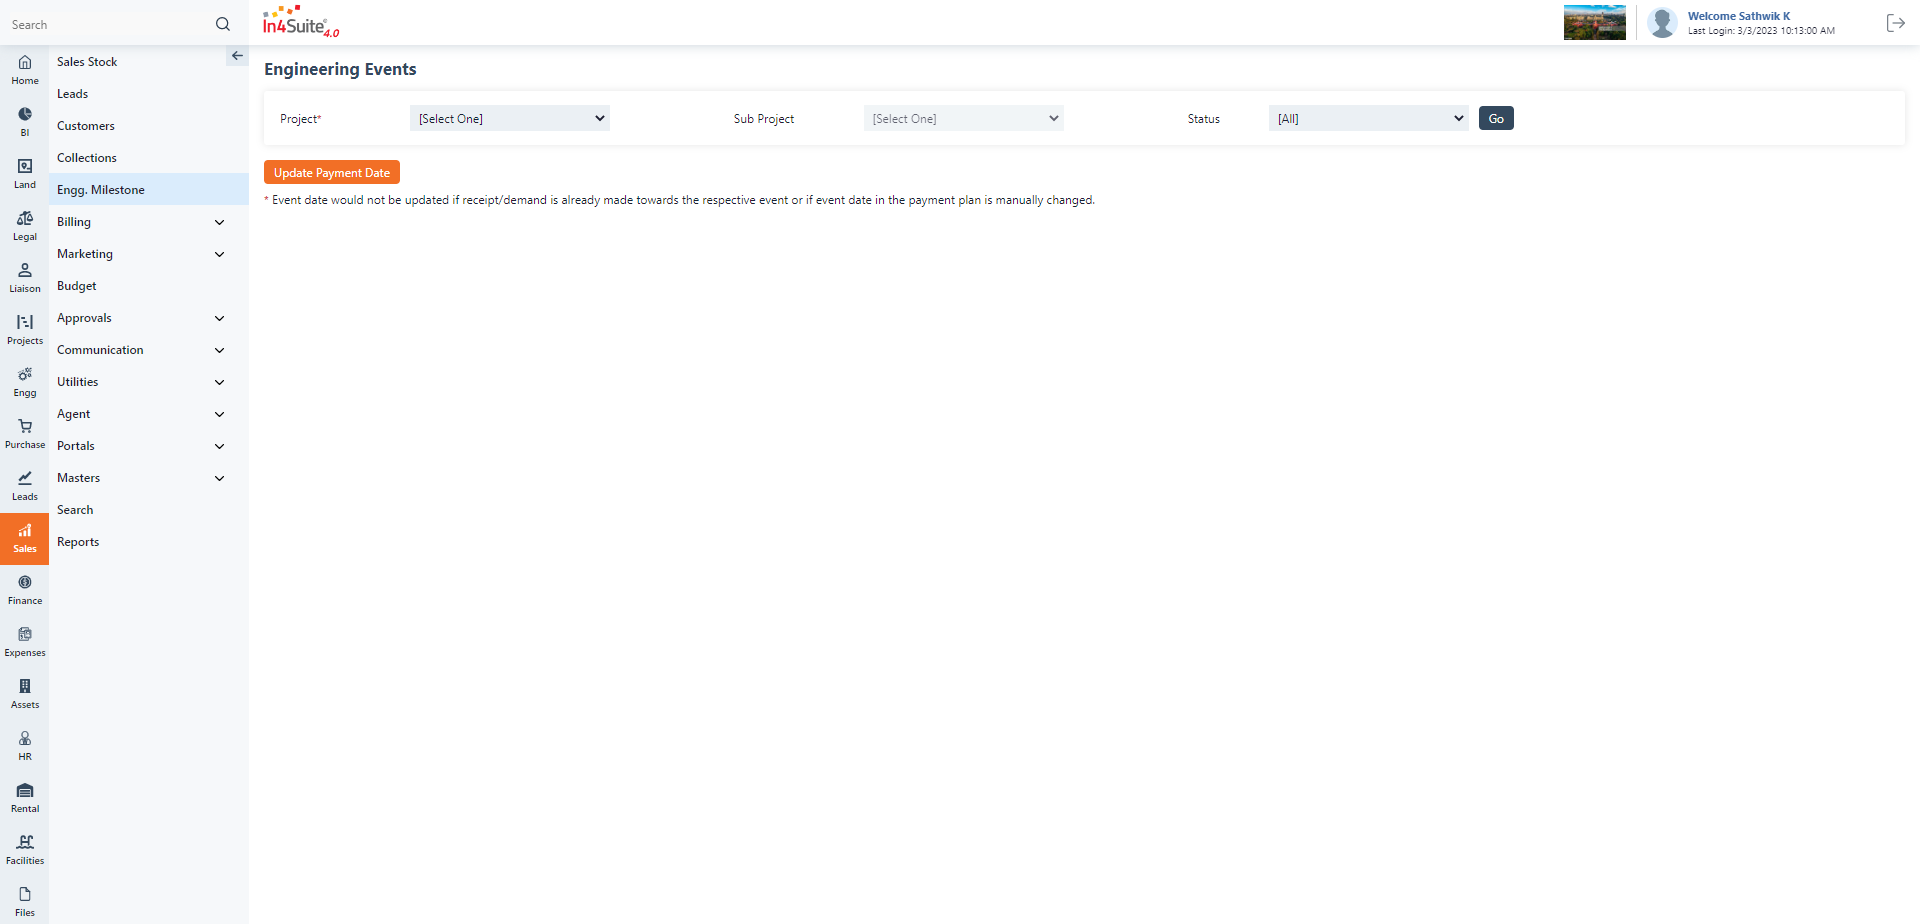 Search
In4Suite® 4.0
Welcome Sathwik K
Last Login: 3/3/2023 10:13:00 AM
Home
BI
Land
Legal
Liaison
Projects
Engg
Purchase
Leads
Sales
Finance
Expenses
Assets
HR
Rental
Facilities
Files
Sales Stock
Leads
Customers
Collections
Engg. Milestone
Billing
Marketing
Budget
Approvals
Communication
Utilities
Agent
Portals
Masters
Search
Reports
Engineering Events
Project* [Select One] Sub Project [Select One] Status [All] Go
Update Payment Date
* Event date would not be updated if receipt/demand is already made towards the respective event or if event date in the payment plan is manually changed.